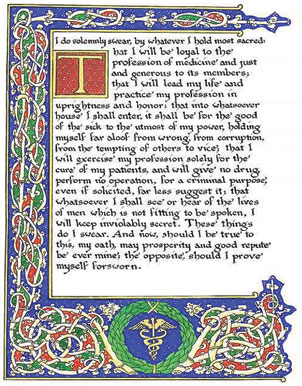 I do solemnly swear, by whatever I hold most sacred:
That I will be loyal to the
profession of medicine and just
and generous to its members;
that I will lead my life and
practice my profession in
uprightness and honor; that into whatsoever
house I shall enter, it shall be for the good
of the sick to the utmost of my power, holding
myself far aloof from wrong, from corruption,
from the tempting of others to vice; that I
will exercise my profession solely for the
cure of my patients, and will give no drug,
perform no operation, for a criminal purpose,
even if solicited, far less suggest it; that
whatsoever I shall see or hear of the lives
of men which is not fitting to be spoken, I
will keep inviolably secret. These things
do I swear. And now, should I be true to
this, my oath, may prosperity and good repute
be ever mine; the opposite, should I prove
myself forsworn.